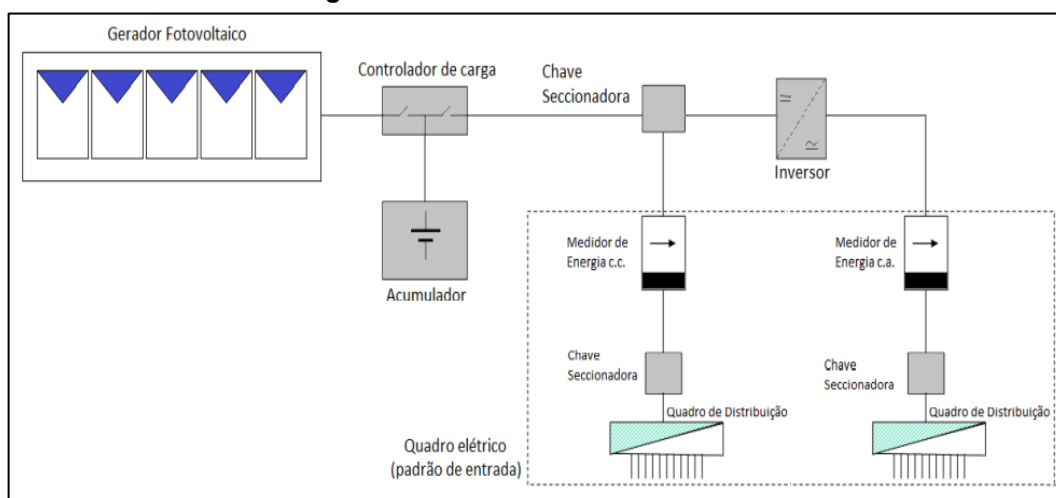 Gerador Fotovoltaico
Controlador de carga
Chave
Seccionadora
Inversor
Acumulador
Medidor de
Energia c.c.
Medidor de
Energia c.a.
Chave
Seccionadora
Chave
Seccionadora
Quadro de Distribuição
Quadro de Distribuição
Quadro elétrico
(padrão de entrada)